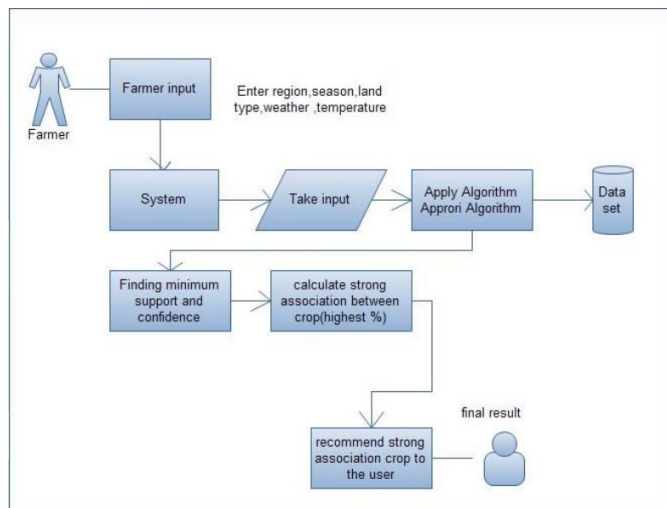 Farmer input
Enter region,season,land
type,weather ,temperature
Farmer
System
Take input
Apply Algorithm
Approri Algorithm
Data
set
Finding minimum
support and
confidence
calculate strong
association between
crop(highest %)
final result
recommend strong
association crop to
the user